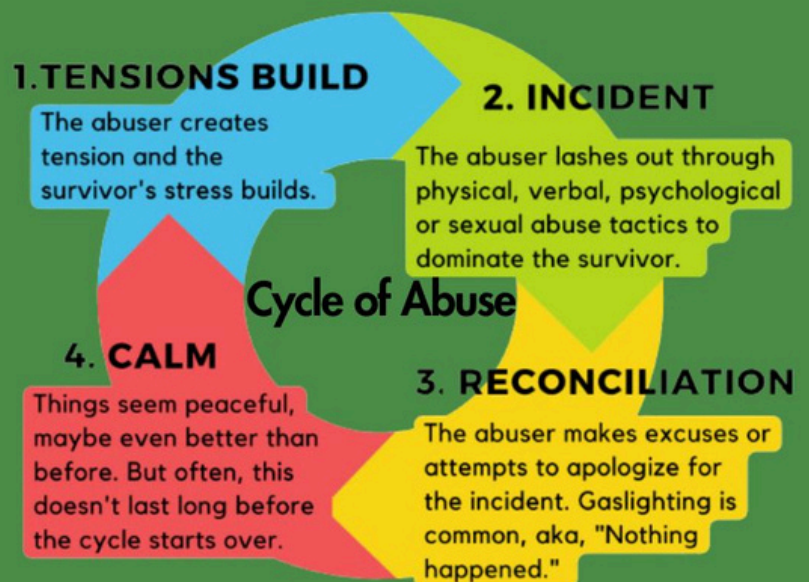 1.TENSIONS BUILD
The abuser creates
tension and the
survivor's stress builds.
2. INCIDENT
The abuser lashes out through
physical, verbal, psychological
or sexual abuse tactics to
dominate the survivor.
Cycle of Abuse
3. RECONCILIATION
The abuser makes excuses or
attempts to apologize for
the incident. Gaslighting is
common, aka, "Nothing
happened."
4. CALM
Things seem peaceful,
maybe even better than
before. But often, this
doesn't last long before
the cycle starts over.